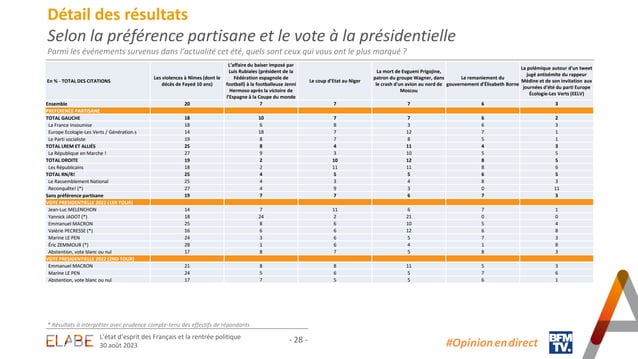 Détail des résultats
Selon la préférence partisane et le vote à la présidentielle
Parmi les événements survenus dans l'actualité cet été, quels sont ceux qui vous ont le plus marqué ?
En % - TOTAL DES CITATIONS
Les violences à Nîmes (dont le
décès de Fayed 10 ans)
L'affaire du baiser imposé par
Luis Rubiales (président de la
Fédération espagnole de
football) à la footballeuse Jenni
Hermoso après la victoire de
l'Espagne à la Coupe du monde
Le coup d'Etat au Niger
La mort de Evgueni Prigojine,
patron du groupe Wagner, dans
le crash d'un avion au nord de
Moscou
Le remaniement du
gouvernement d'Élisabeth Borne
La polémique autour d'un tweet
jugé antisémite du rappeur
Médine et de son invitation aux
journées d'été du parti Europe
Écologie-Les Verts (EELV)
Ensemble 20 7 7 7 6 3
PREFERENCE PARTISANE
TOTAL GAUCHE 18 10 7 7 6 2
La France Insoumise 18 6 8 3 6 3
Europe Ecologie-Les Verts / Génération.s 14 18 7 12 7 1
Le Parti socialiste 19 8 7 8 5 1
TOTAL LREM ET ALLIÉS 25 8 4 11 4 3
La République en Marche ! 27 9 3 10 5 5
TOTAL DROITE 19 2 10 12 8 5
Les Républicains 18 2 11 11 8 6
TOTAL RN/R! 25 4 5 5 6 5
Le Rassemblement National 25 4 3 4 8 3
Reconquête! (*) 27 4 9 3 0 11
Sans préférence partisane 19 7 7 6 7 3
VOTE PRESIDENTIELLE 2022 (1ER TOUR)
Jean-Luc MELENCHON 14 7 11 6 7 1
Yannick JADOT (*) 18 24 2 21 0 0
Emmanuel MACRON 25 8 6 10 5 4
Valérie PECRESSE (*) 16 6 6 12 6 8
Marine LE PEN 24 3 6 5 7 3
Éric ZEMMOUR (*) 28 1 6 4 1 8
Abstention, vote blanc ou nul 17 8 7 5 8 3
VOTE PRESIDENTIELLE 2022 (2ND TOUR)
Emmanuel MACRON 21 8 8 11 5 3
Marine LE PEN 24 5 6 5 7 6
Abstention, vote blanc ou nul 17 7 5 5 6 1
* Résultats à interpréter avec prudence compte-tenu des effectifs de répondants
ELABE
L'état d'esprit des Français et la rentrée politique
30 août 2023
- 28 -
#Opinion en direct
BFM
TV.